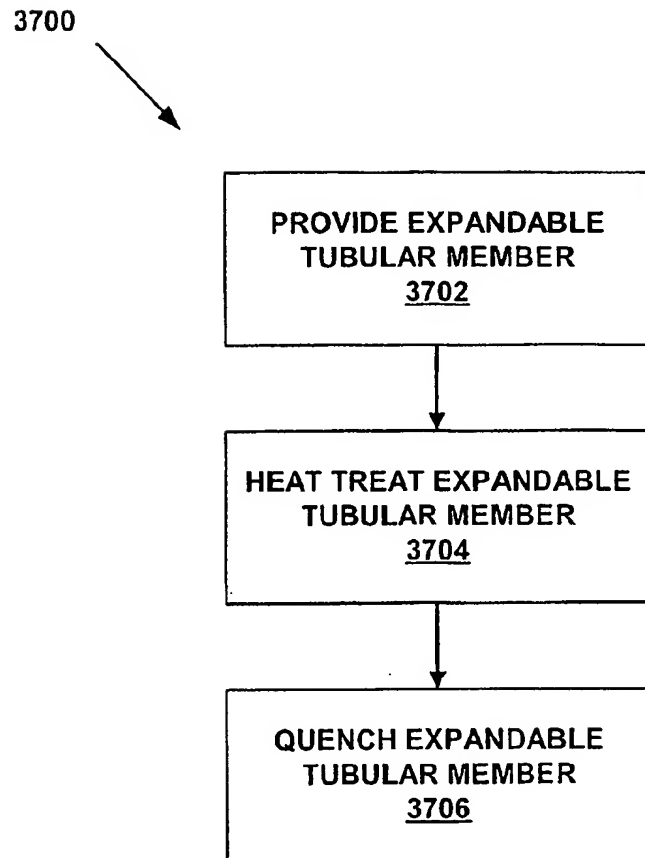 3700
PROVIDE EXPANDABLE
TUBULAR MEMBER
3702
HEAT TREAT EXPANDABLE
TUBULAR MEMBER
3704
QUENCH EXPANDABLE
TUBULAR MEMBER
3706